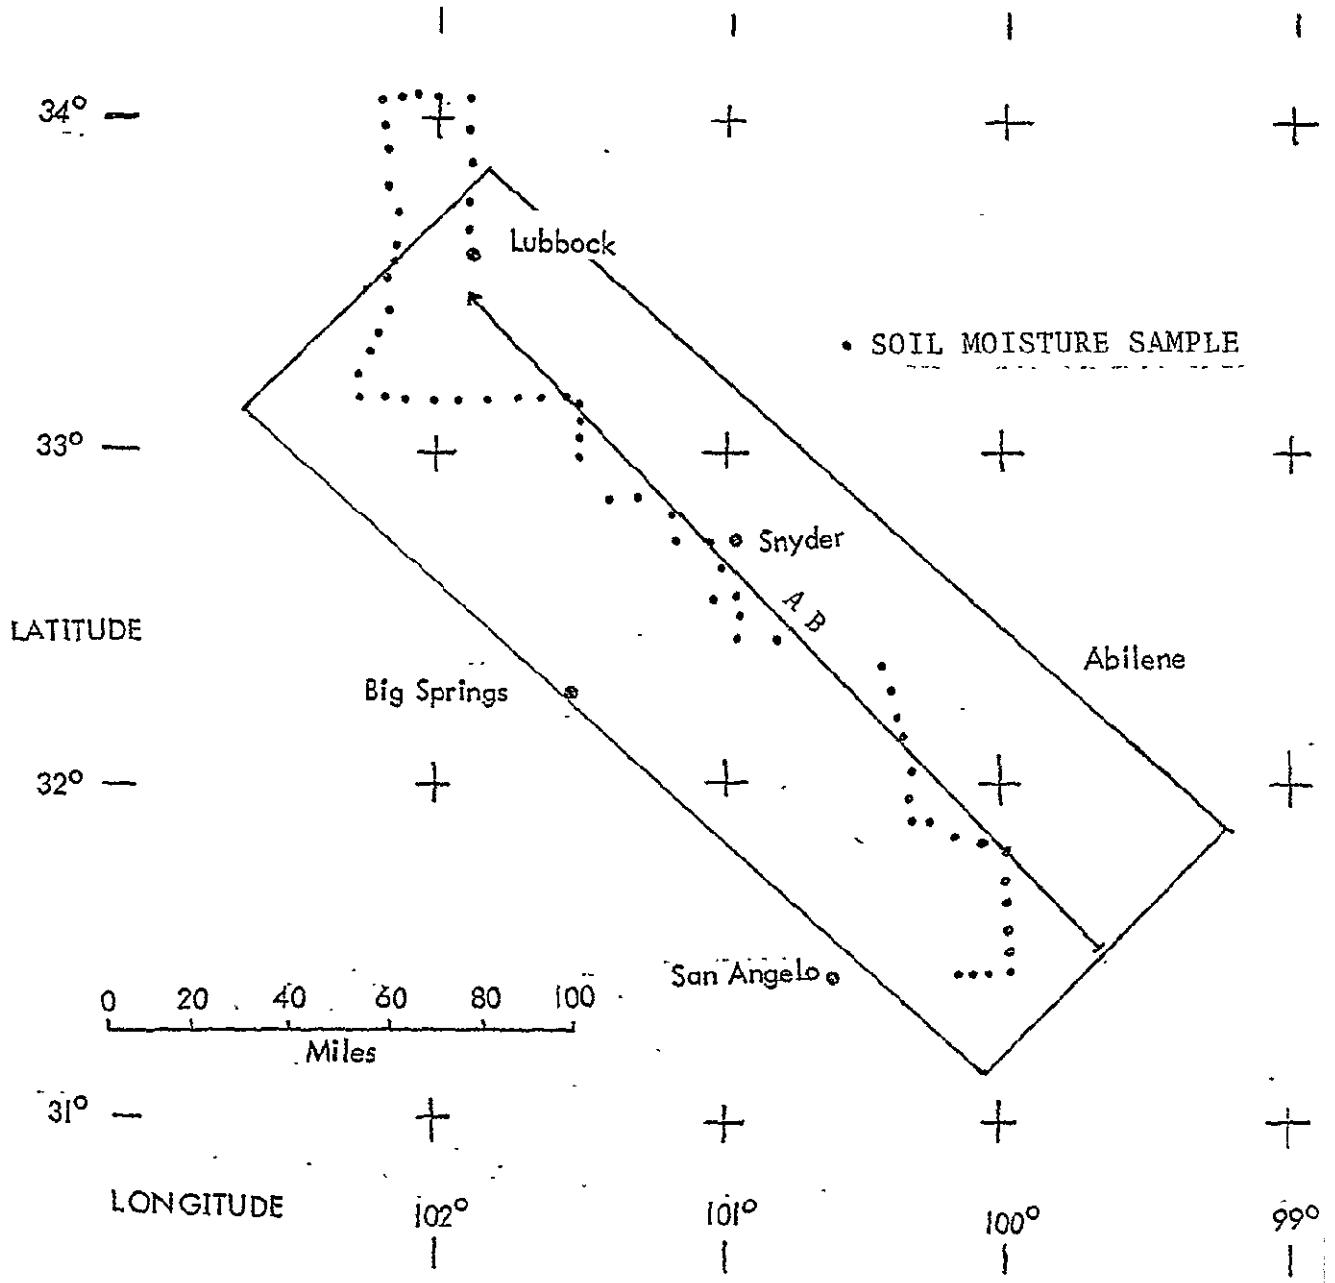 34°
Lubbock
SOIL MOISTURE SAMPLE
33°
Snyder
A B
LATITUDE
Abilene
Big Springs
32°
San Angelo
0 20 40 60 80 100
Miles
31°
LONGITUDE
102° 101° 100° 99°